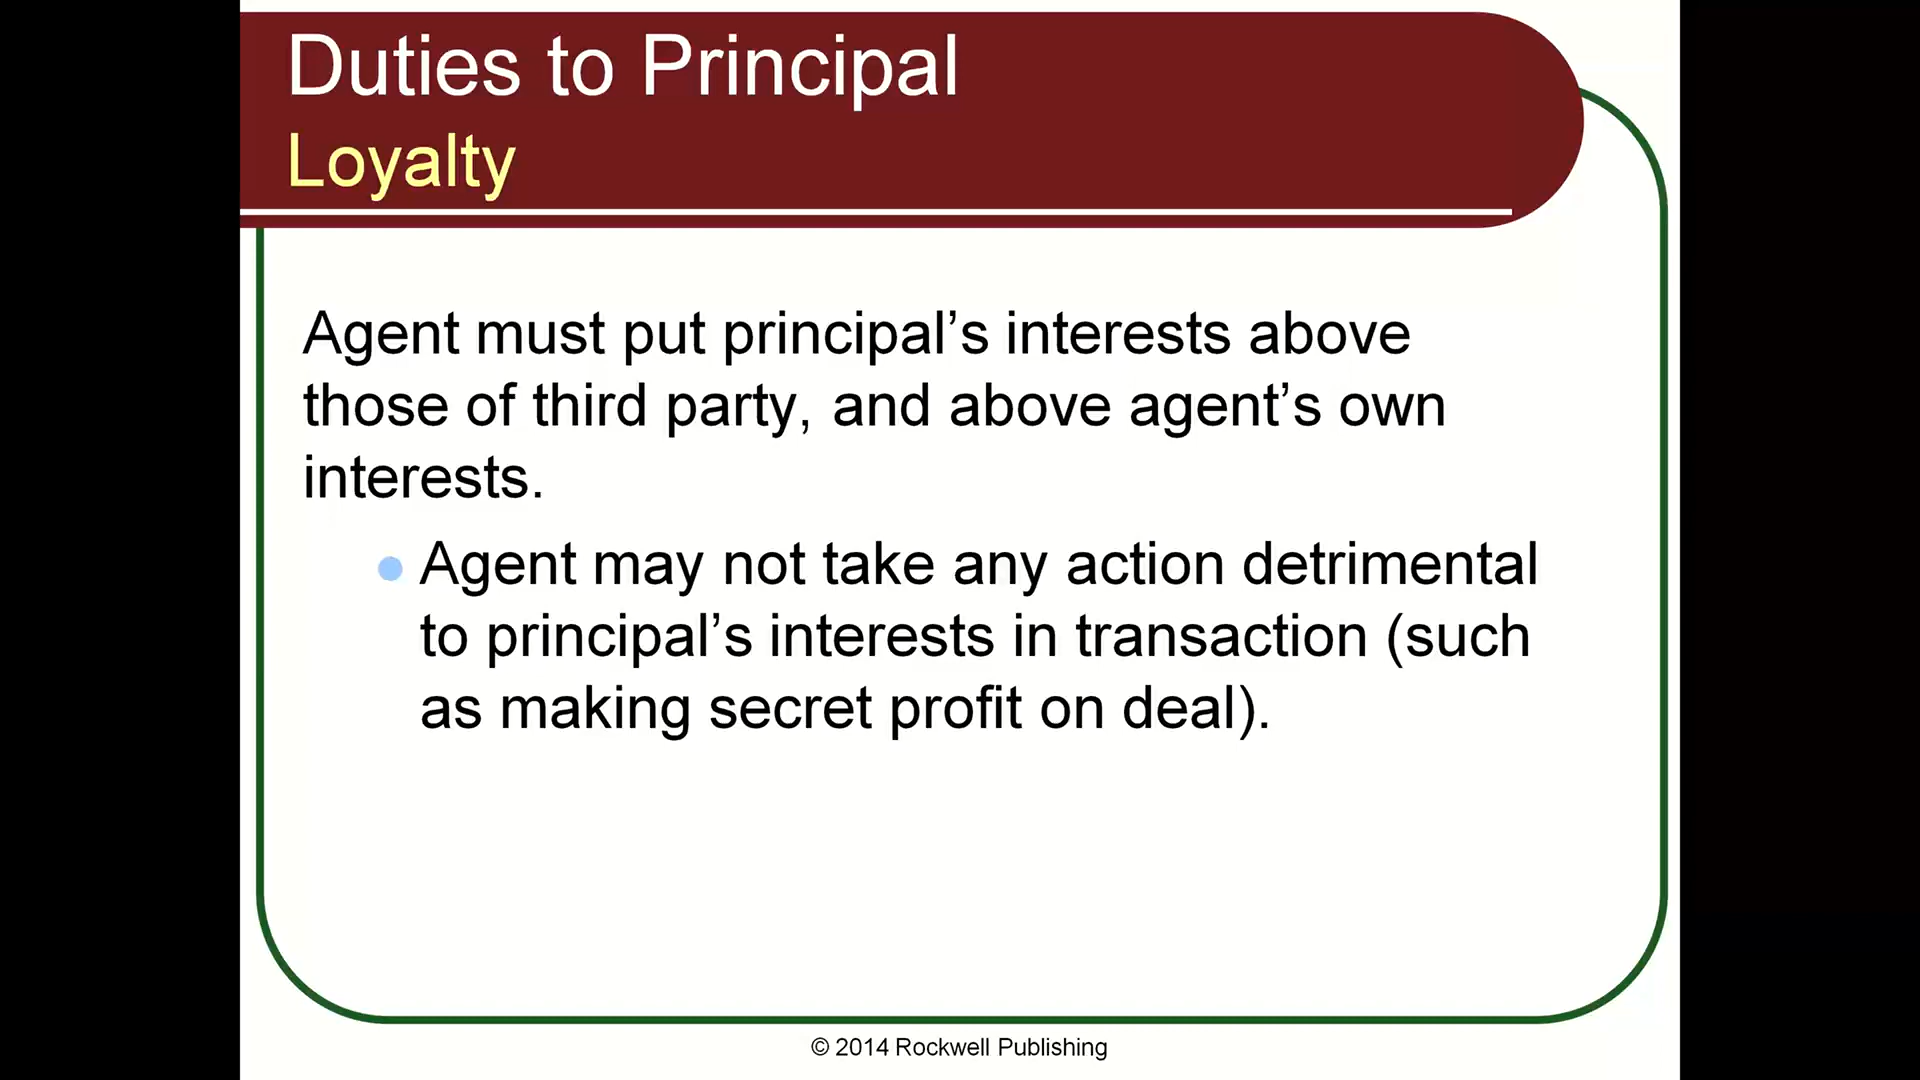 Duties to Principal
Loyalty
Agent must put principal’s interests above
those of third party, and above agent’s own
interests.
Agent may not take any action detrimental
to principal’s interests in transaction (such
as making secret profit on deal).
© 2014 Rockwell Publishing